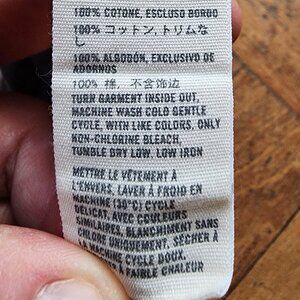 100% COTONE, ESCLUSO BORDO
100% コットン、トリムな
し
100% ALGODÓN, EXCLUSIVO DE
ADORNOS
100% 棉, 不含饰边
TURN GARMENT INSIDE OUT,
MACHINE WASH COLD GENTLE
CYCLE, WITH LIKE COLORS, ONLY
NON-CHLORINE BLEACH,
TUMBLE DRY LOW, LOW IRON
METTRE LE VÊTEMENT À
L'ENVERS, LAVER À FROID EN
MACHINE (30°C) CYCLE
DÉLICAT, AVEC COULEURS
SIMILAIRES, BLANCHIMENT SANS
CHLORE UNIQUEMENT, SÉCHER À
LA MACHINE CYCLE DOUX,
À FAIBLE CHALEUR